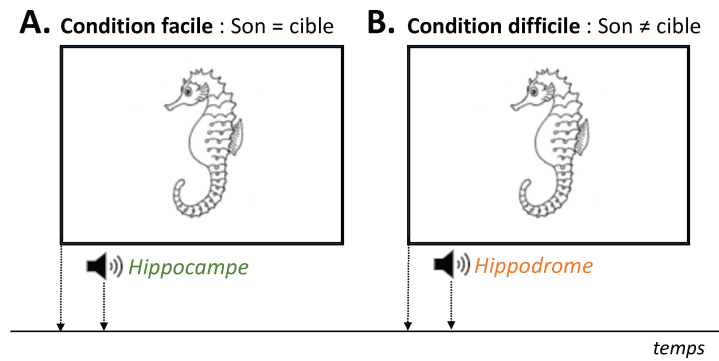 A. Condition facile : Son = cible
B. Condition difficile : Son ≠ cible
Hippocampe
Hippodrome
temps